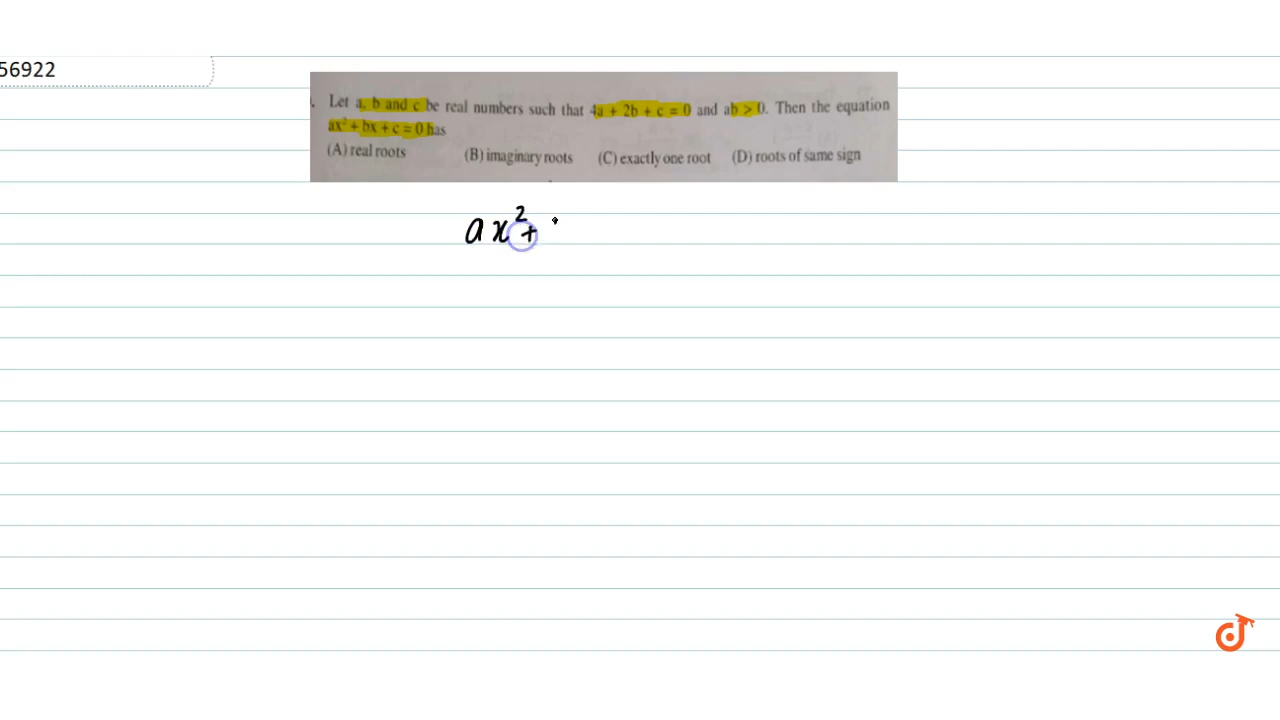 56922
. Let a, b and c be real numbers such that 4a + 2b + c = 0 and ab > 0. Then the equation
ax² + bx + c = 0 has
(A) real roots (B) imaginary roots (C) exactly one root (D) roots of same sign
ax² +